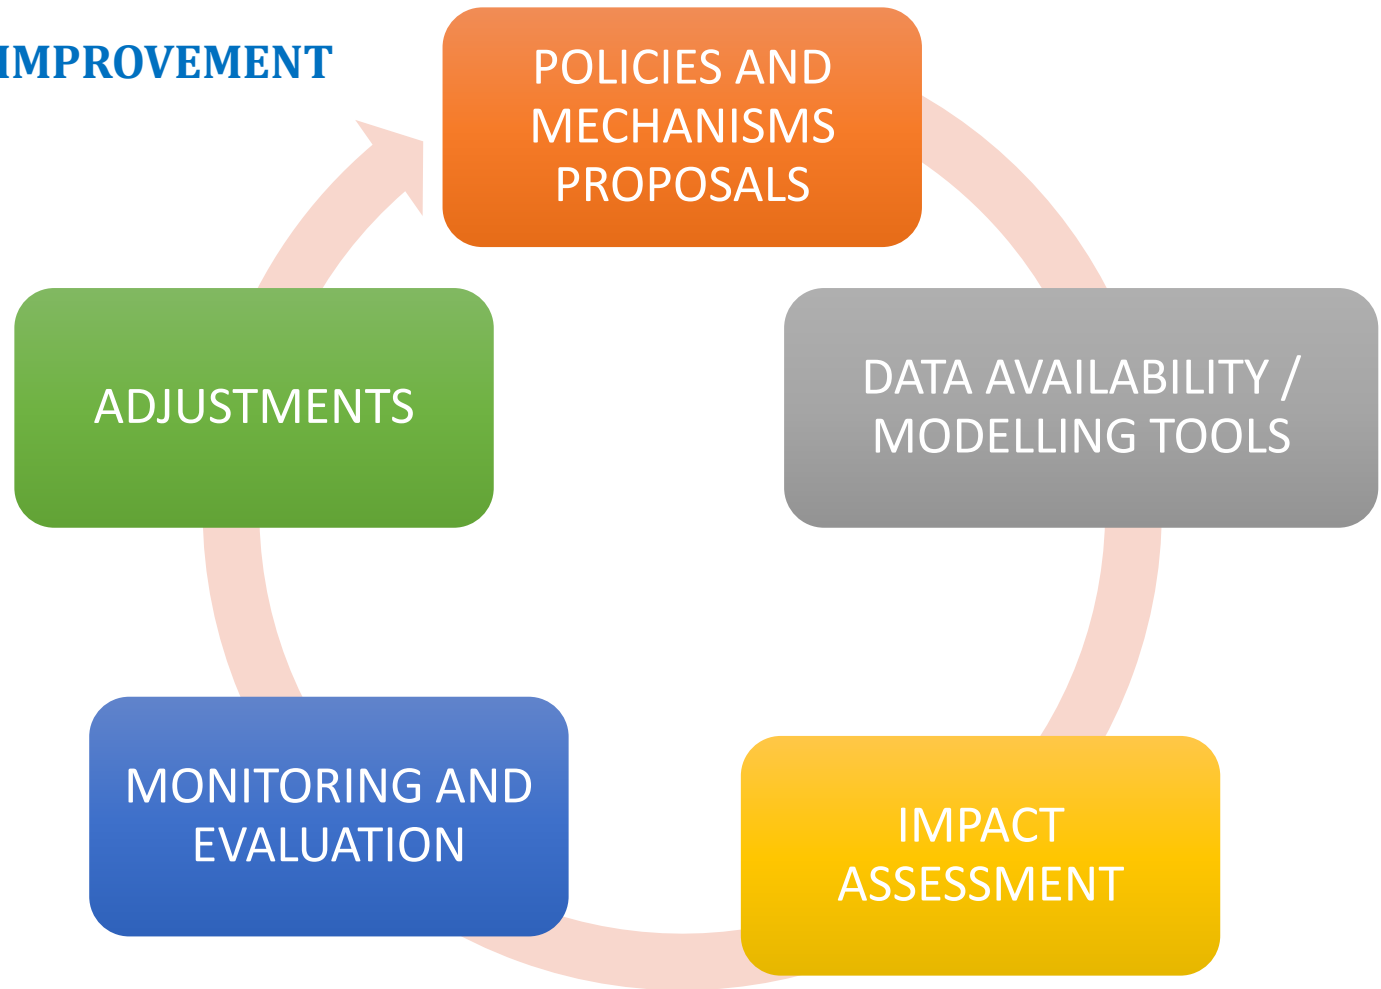 IMPROVEMENT
POLICIES AND
MECHANISMS
PROPOSALS
DATA AVAILABILITY /
MODELLING TOOLS
IMPACT
ASSESSMENT
MONITORING AND
EVALUATION
ADJUSTMENTS